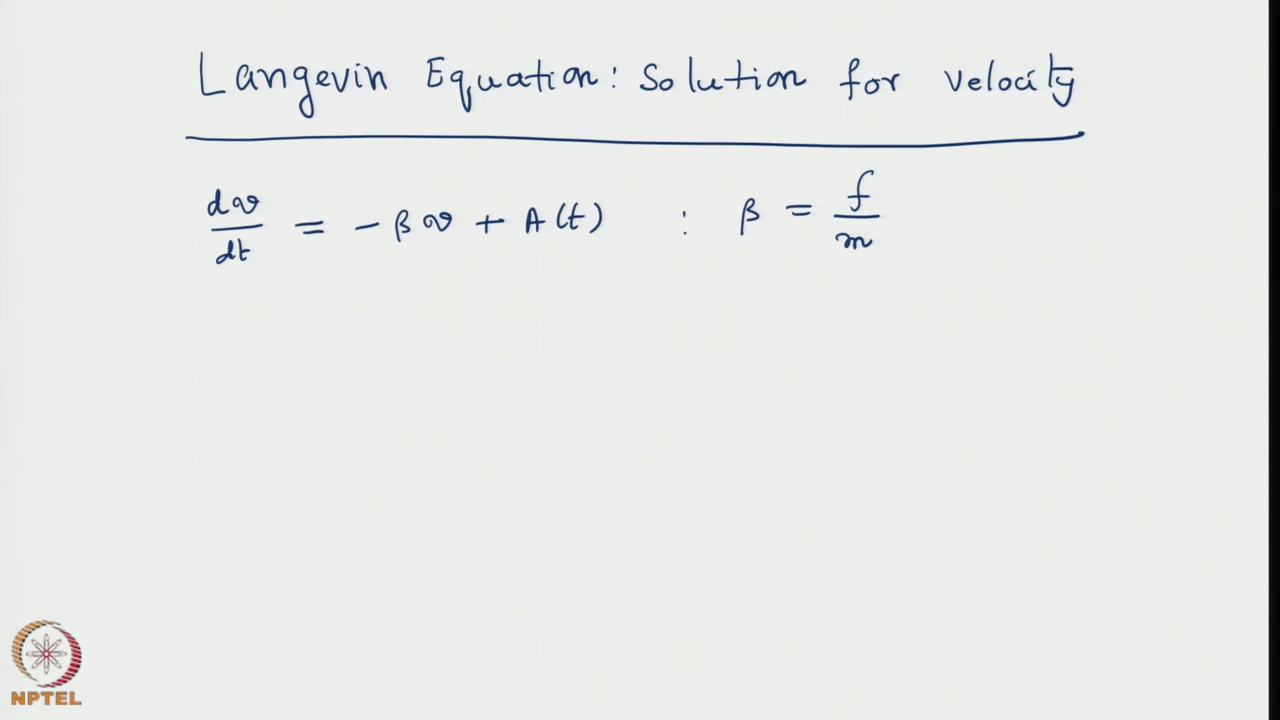 Langevin Equation: Solution for Velocity
dv/dt = - βv + A(t) : β = f/m
NPTEL